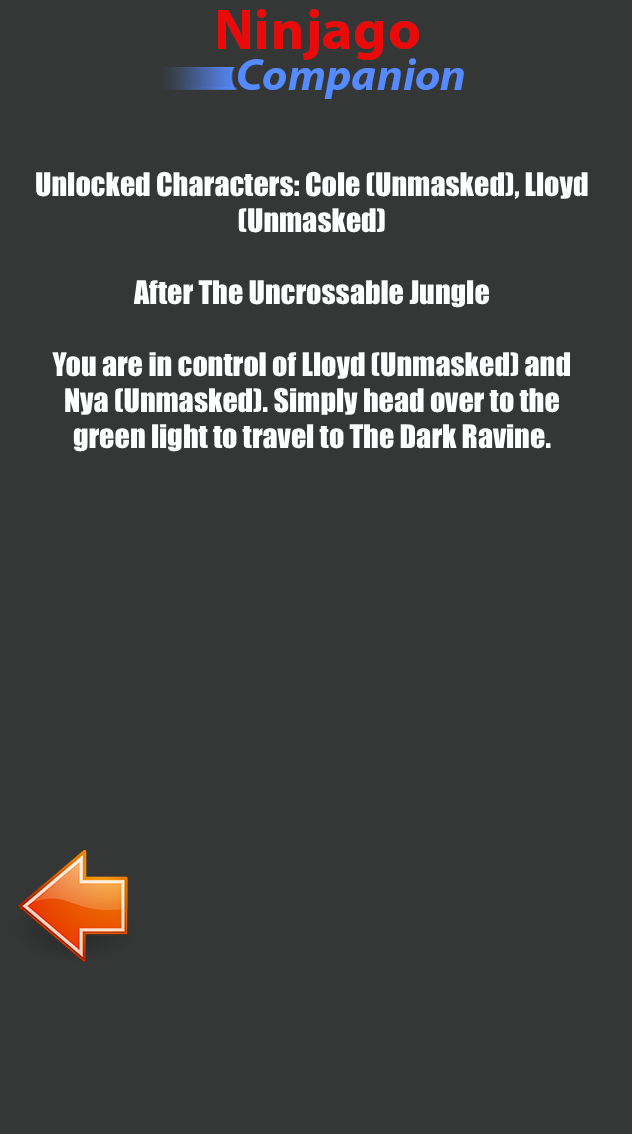 Ninjago
Companion
Unlocked Characters: Cole (Unmasked), Lloyd
(Unmasked)
After The Uncrossable Jungle
You are in control of Lloyd (Unmasked) and
Nya (Unmasked). Simply head over to the
green light to travel to The Dark Ravine.